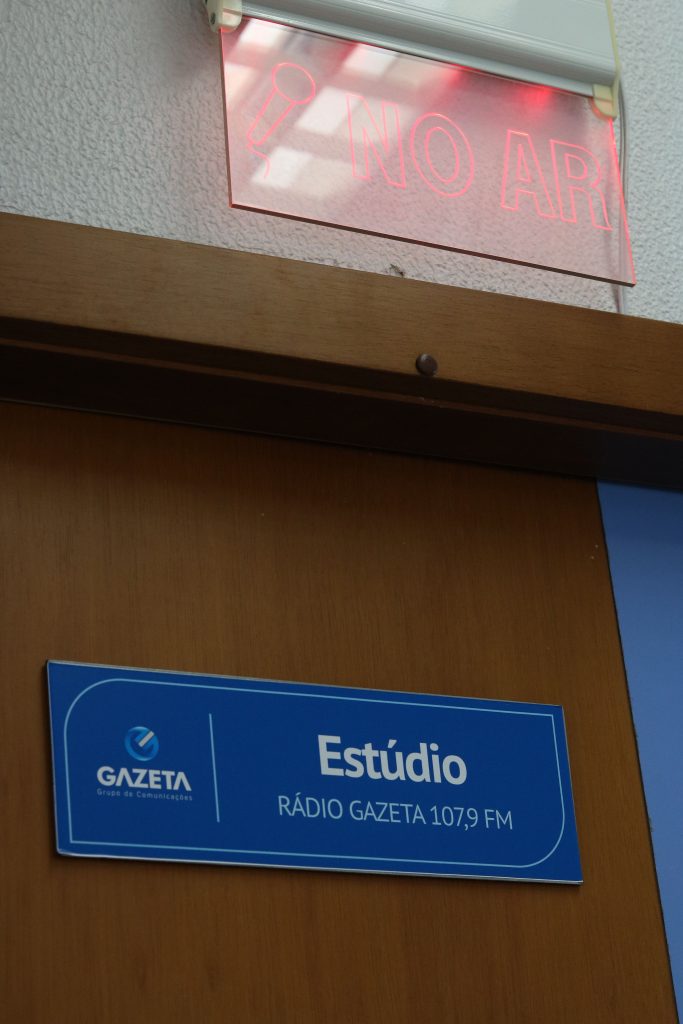 NO AR
GAZETA
Grupo de Comunicações
Estúdio
RÁDIO GAZETA 107,9 FM